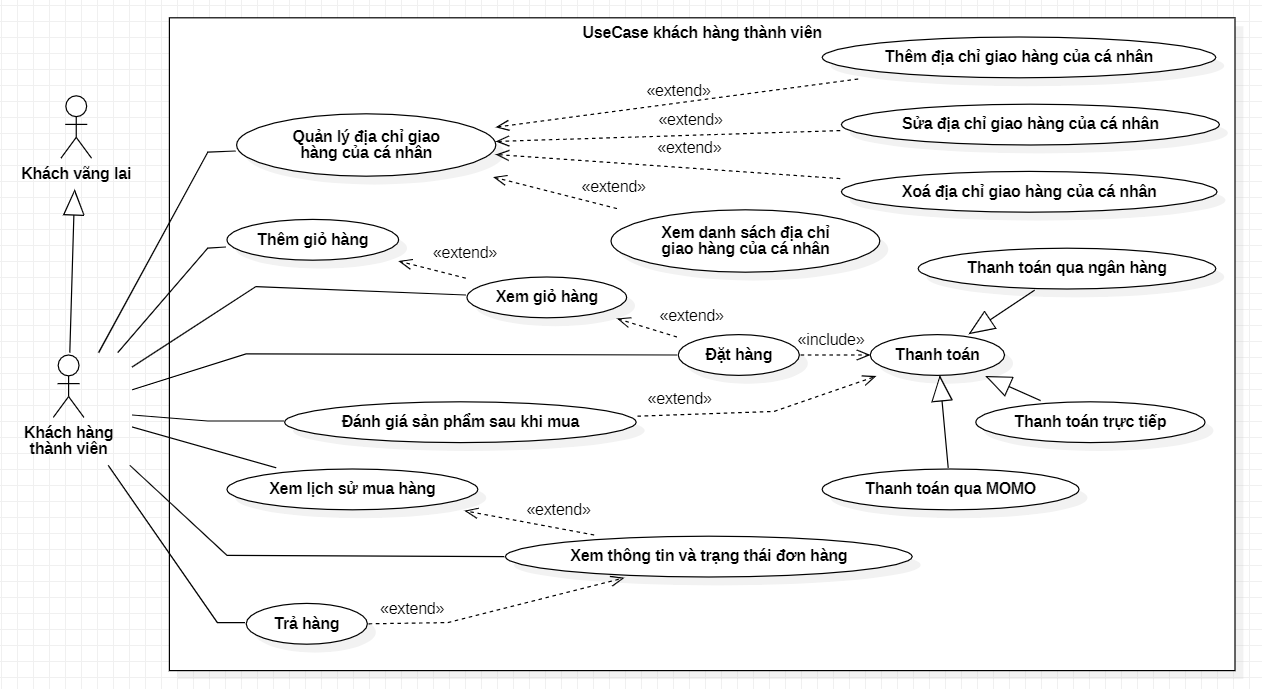 UseCase khách hàng thành viên
Thêm địa chỉ giao hàng của cá nhân
«extend»
Sửa địa chỉ giao hàng của cá nhân
«extend»
Quản lý địa chỉ giao
hàng của cá nhân
«extend»
Xoá địa chỉ giao hàng của cá nhân
Khách vãng lai
«extend»
Xem danh sách địa chỉ
giao hàng của cá nhân
Thêm giỏ hàng
«extend»
Thanh toán qua ngân hàng
Xem giỏ hàng
«extend»
«include»
Đặt hàng
Thanh toán
«extend»
Đánh giá sản phẩm sau khi mua
Thanh toán trực tiếp
Khách hàng
thành viên
Xem lịch sử mua hàng
Thanh toán qua MOMO
«extend»
Xem thông tin và trạng thái đơn hàng
«extend»
Trả hàng